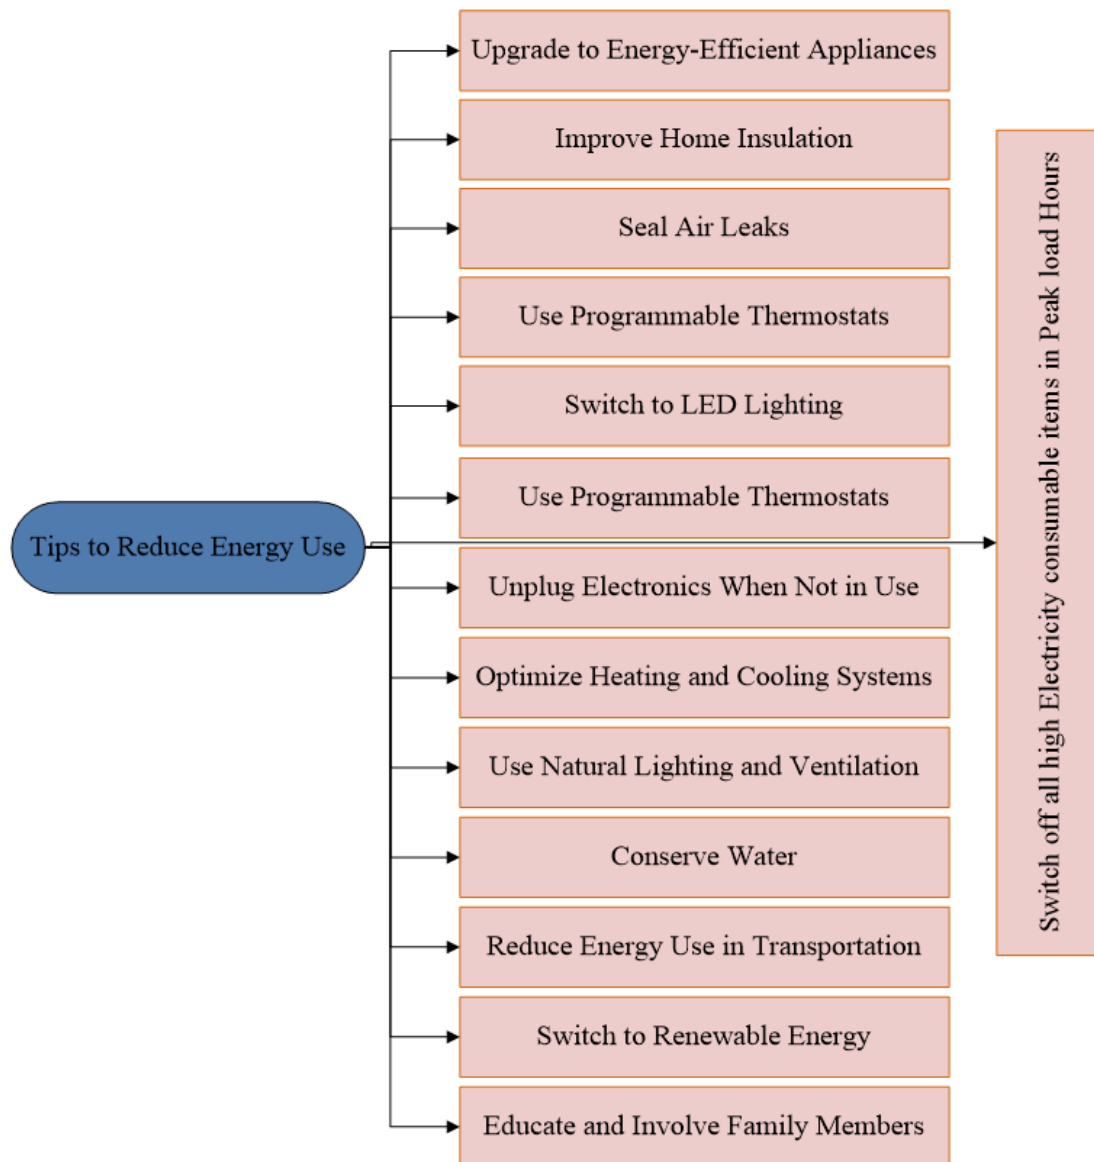 Upgrade to Energy-Efficient Appliances
Improve Home Insulation
Seal Air Leaks
Use Programmable Thermostats
Switch to LED Lighting
Use Programmable Thermostats
Tips to Reduce Energy Use
Unplug Electronics When Not in Use
Optimize Heating and Cooling Systems
Use Natural Lighting and Ventilation
Conserve Water
Reduce Energy Use in Transportation
Switch to Renewable Energy
Educate and Involve Family Members
Switch off all high Electricity consumable items in Peak load Hours